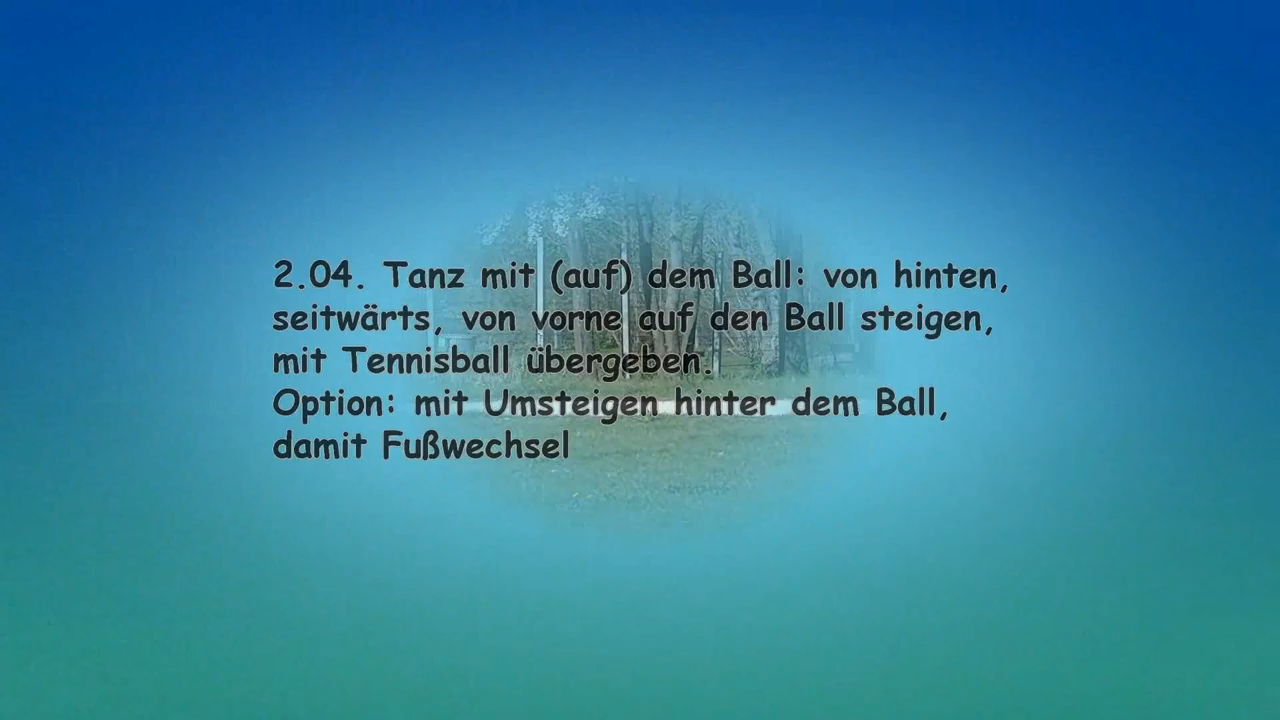 2.04. Tanz mit (auf) dem Ball: von hinten,
seitwärts, von vorne auf den Ball steigen,
mit Tennisball übergeben.
Option: mit Umsteigen hinter dem Ball,
damit Fußwechsel